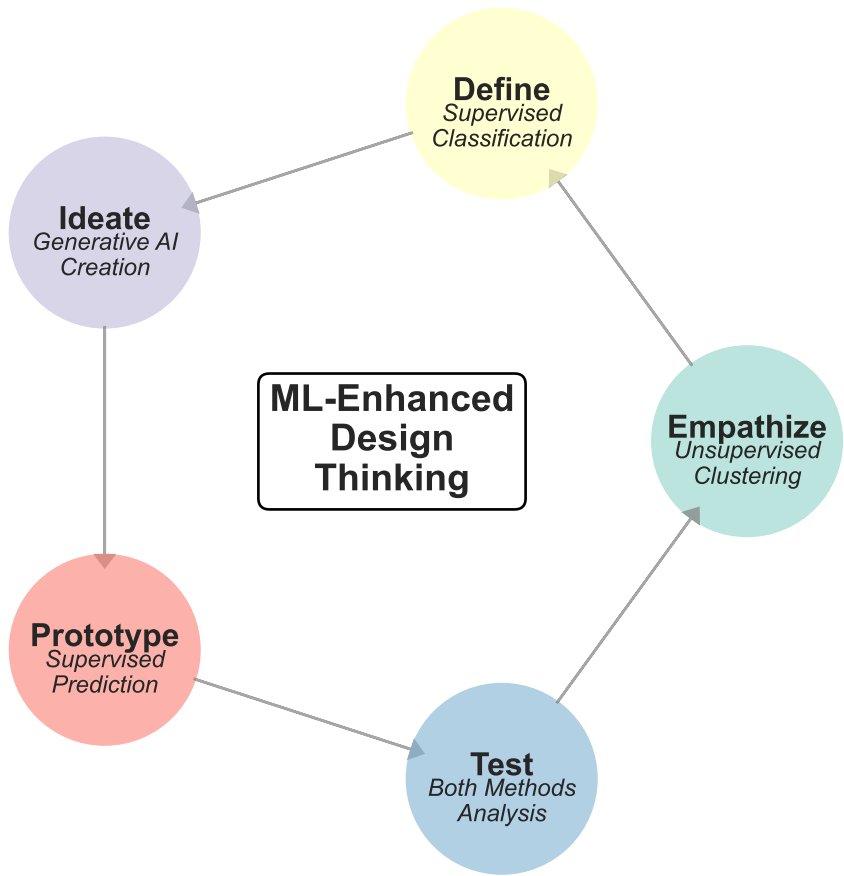 Define
Supervised
Classification
Ideate
Generative AI
Creation
ML-Enhanced
Design
Thinking
Empathize
Unsupervised
Clustering
Prototype
Supervised
Prediction
Test
Both Methods
Analysis